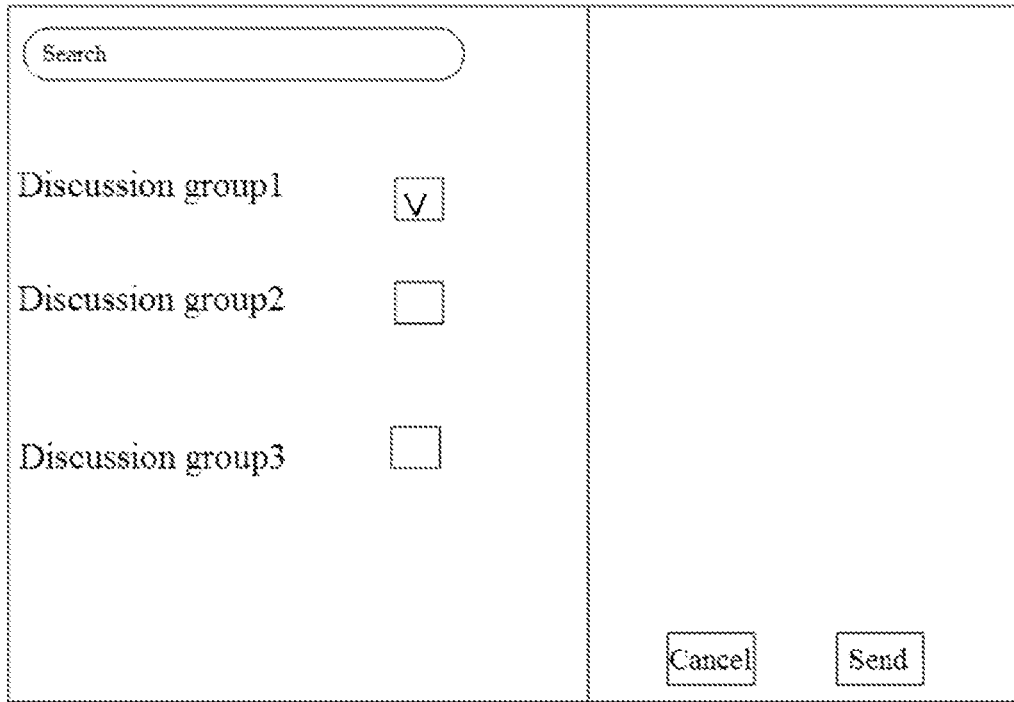 Search
Discussion group1
V
Discussion group2
Discussion group3
Cancel Send